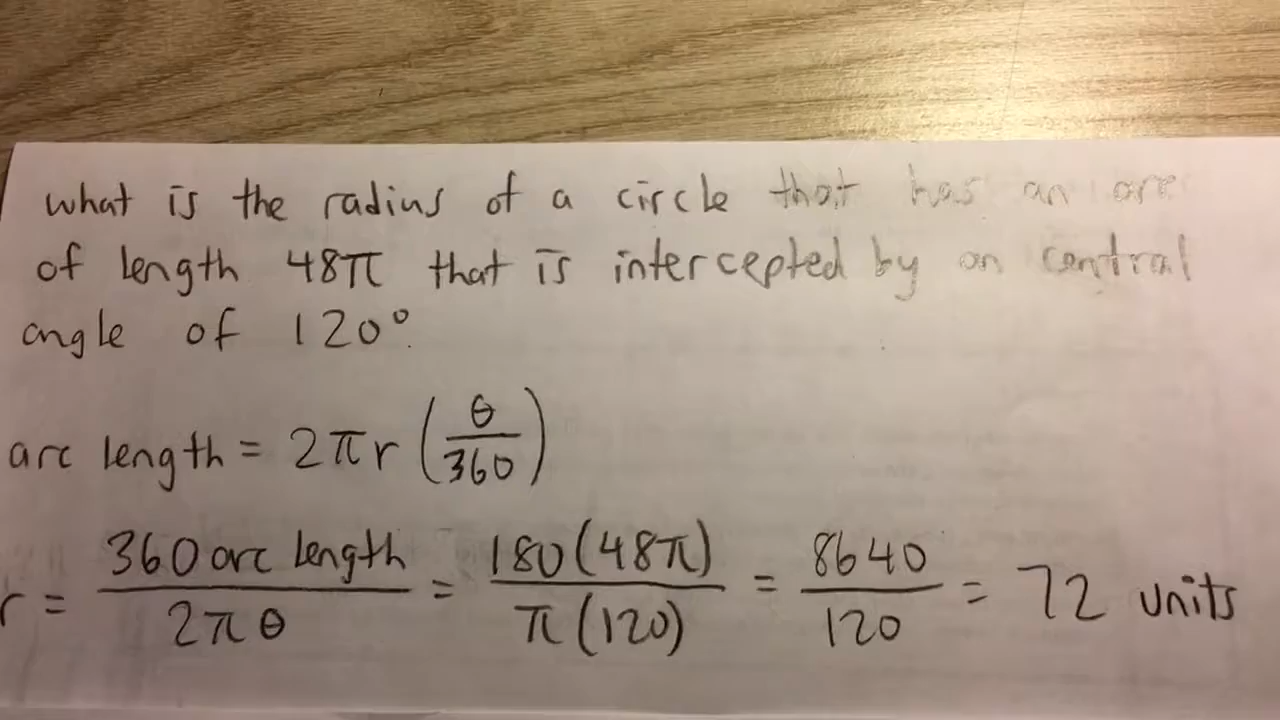 what is the radius of a circle that has an arc
of length 48π that is intercepted by an central
angle of 120°.
arc length = 2πr (θ/360)
r = 360 arc length / 2πθ = 180(48π) / π(120) = 8640 / 120 = 72 units